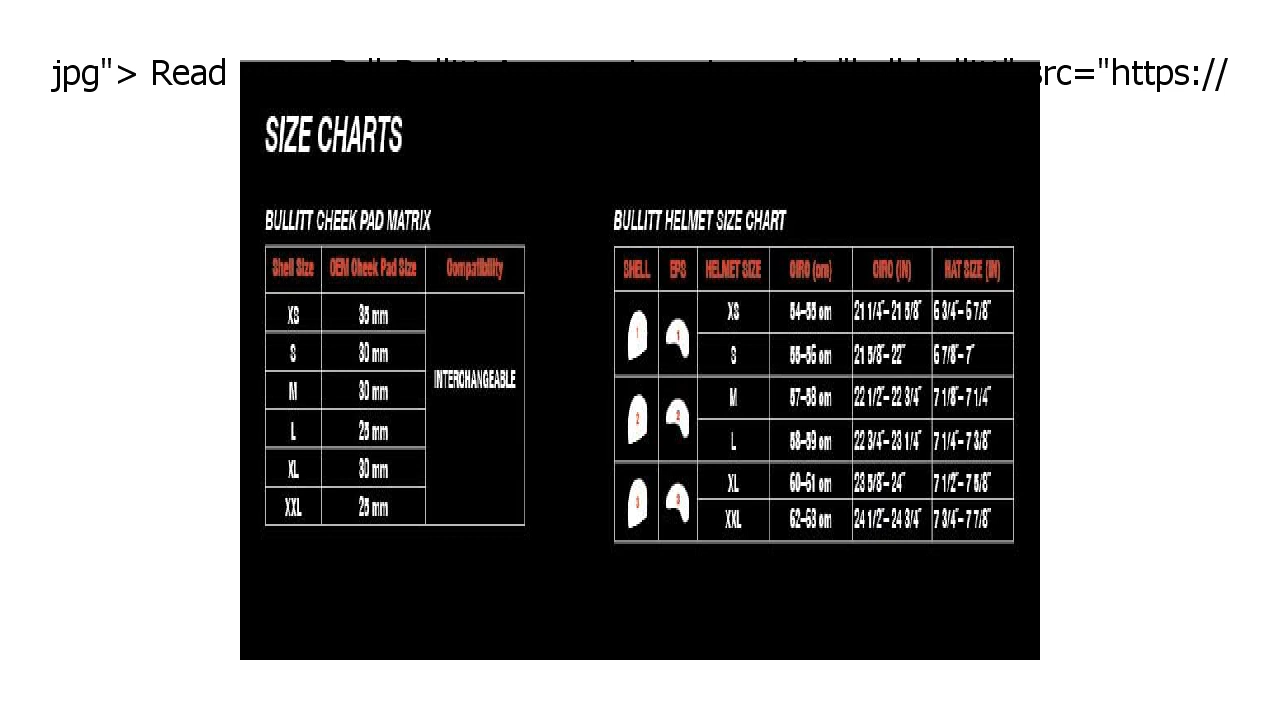 jpg"> Read src="https://
SIZE CHARTS
BULLITT CHEEK PAD MATRIX
Shell Size OEM Cheek Pad Size Compatibility
XS 35 mm
S 30 mm
M 30 mm
INTERCHANGEABLE
L 25 mm
XL 30 mm
XXL 25 mm
BULLITT HELMET SIZE CHART
SHELL EPS HELMET SIZE CIRC (cm) CIRC (IN) HAT SIZE (IN)
1 1 XS 54–55 cm 21 1/4"– 21 5/8" 6 3/4"– 6 7/8"
S 55–56 cm 21 5/8"– 22" 6 7/8"– 7"
2 2 M 57–58 cm 22 1/2"– 22 3/4" 7 1/8"– 7 1/4"
L 58–59 cm 22 3/4"– 23 1/4" 7 1/4"– 7 3/8"
3 3 XL 60–61 cm 23 5/8"– 24" 7 1/2"– 7 5/8"
XXL 62–63 cm 24 1/2"– 24 3/4" 7 3/4"– 7 7/8"